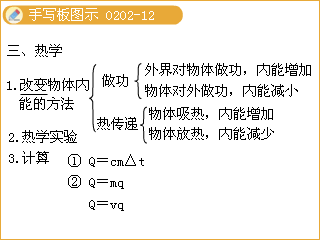 手写板图示 0202-12
三、热学
1.改变物体内能的方法
做功
外界对物体做功，内能增加
物体对外做功，内能减小
热传递
物体吸热，内能增加
物体放热，内能减少
2.热学实验
3.计算
① Q＝cm△t
② Q＝mq
Q＝vq